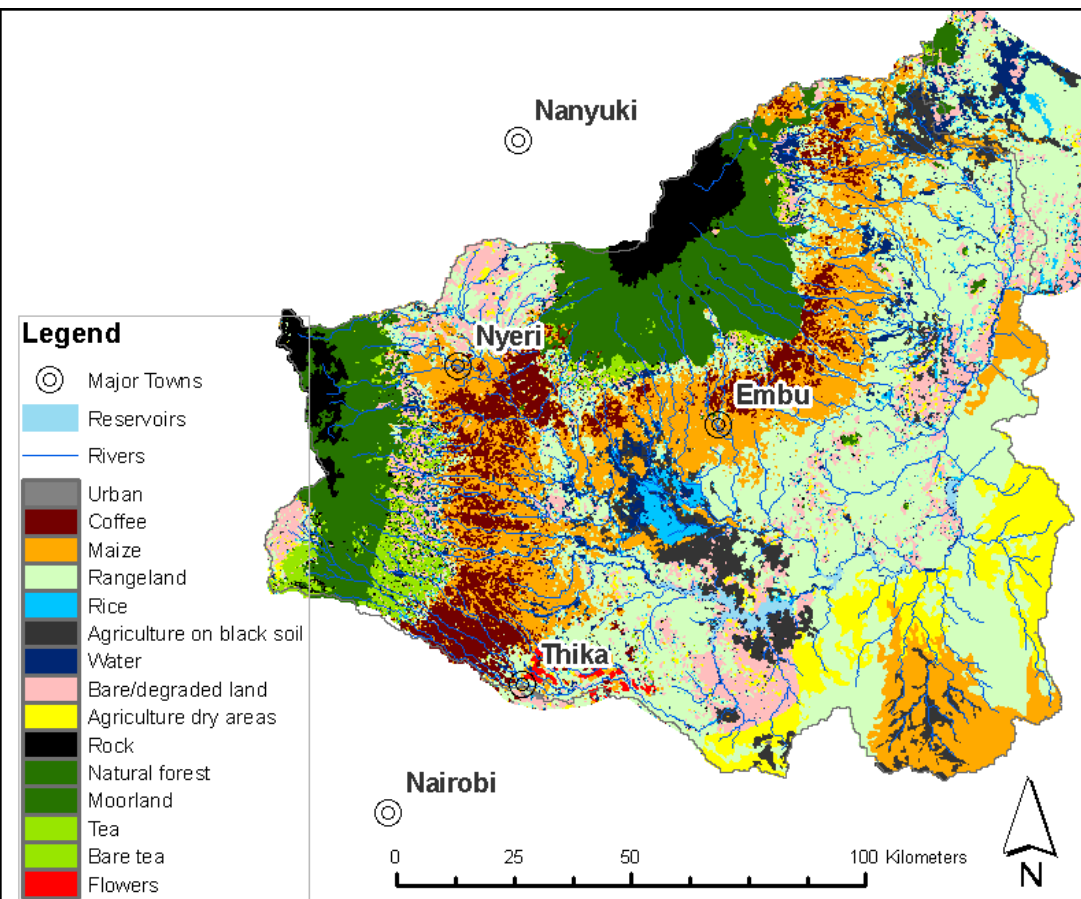 Nanyuki
Nyeri
Embu
Thika
Nairobi
Legend
Major Towns
Reservoirs
Rivers
Urban
Coffee
Maize
Rangeland
Rice
Agriculture on black soil
Water
Bare/degraded land
Agriculture dry areas
Rock
Natural forest
Moorland
Tea
Bare tea
Flowers
0 25 50 100 Kilometers
N